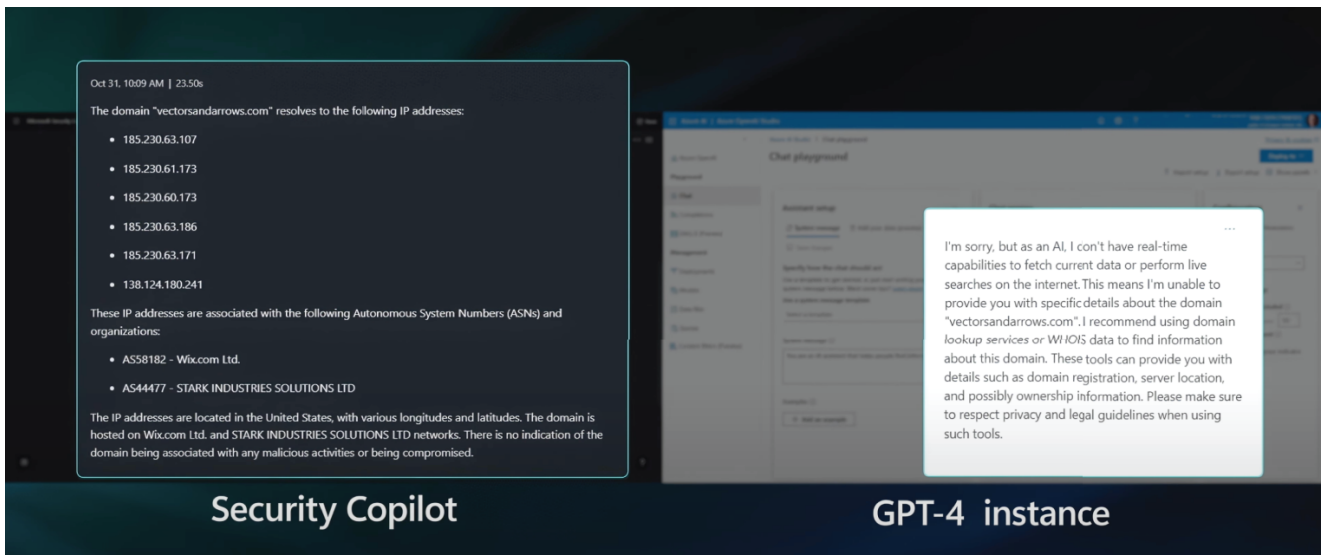 Oct 31, 10:09 AM | 23.50s
The domain "vectorsandarrows.com" resolves to the following IP addresses:
• 185.230.63.107
• 185.230.61.173
• 185.230.60.173
• 185.230.63.186
• 185.230.63.171
• 138.124.180.241
These IP addresses are associated with the following Autonomous System Numbers (ASNs) and
organizations:
• AS58182 - Wix.com Ltd.
• AS44477 - STARK INDUSTRIES SOLUTIONS LTD
The IP addresses are located in the United States, with various longitudes and latitudes. The domain is
hosted on Wix.com Ltd. and STARK INDUSTRIES SOLUTIONS LTD networks. There is no indication of the
domain being associated with any malicious activities or being compromised.
Security Copilot
Chat playground
Assistant setup
I'm sorry, but as an AI, I con't have real-time
capabilities to fetch current data or perform live
searches on the internet. This means I'm unable to
provide you with specific details about the domain
"vectorsandarrows.com". I recommend using domain
lookup services or WHOIS data to find information
about this domain. These tools can provide you with
details such as domain registration, server location,
and possibly ownership information. Please make sure
to respect privacy and legal guidelines when using
such tools.
GPT-4 instance